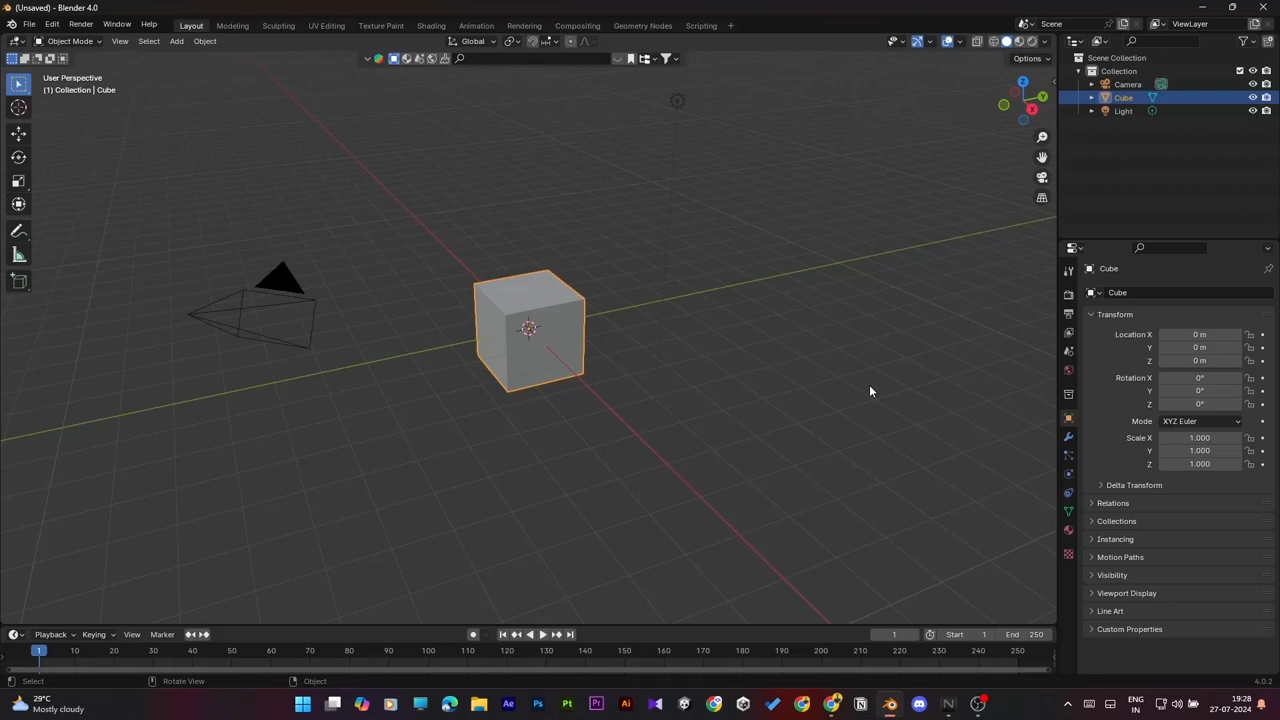 (Unsaved) - Blender 4.0
File Edit Render Window Help Layout Modeling Sculpting UV Editing Texture Paint Shading Animation Rendering Compositing Geometry Nodes Scripting + Scene ViewLayer
Object Mode View Select Add Object Global
Options
User Perspective
(1) Collection | Cube
Z
Y
X
Scene Collection
Collection
Camera
Cube
Light
Cube
Cube
Transform
Location X 0 m
Y 0 m
Z 0 m
Rotation X 0°
Y 0°
Z 0°
Mode XYZ Euler
Scale X 1.000
Y 1.000
Z 1.000
Delta Transform
Relations
Collections
Instancing
Motion Paths
Visibility
Viewport Display
Line Art
Custom Properties
Playback Keying View Marker 1 Start 1 End 250
1 10 20 30 40 50 60 70 80 90 100 110 120 130 140 150 160 170 180 190 200 210 220 230 240 250
Select Rotate View Object 4.0.2
29°C
Mostly cloudly
Ae Ps Pt Pr Ai N
ENG
IN
19:28
27-07-2024